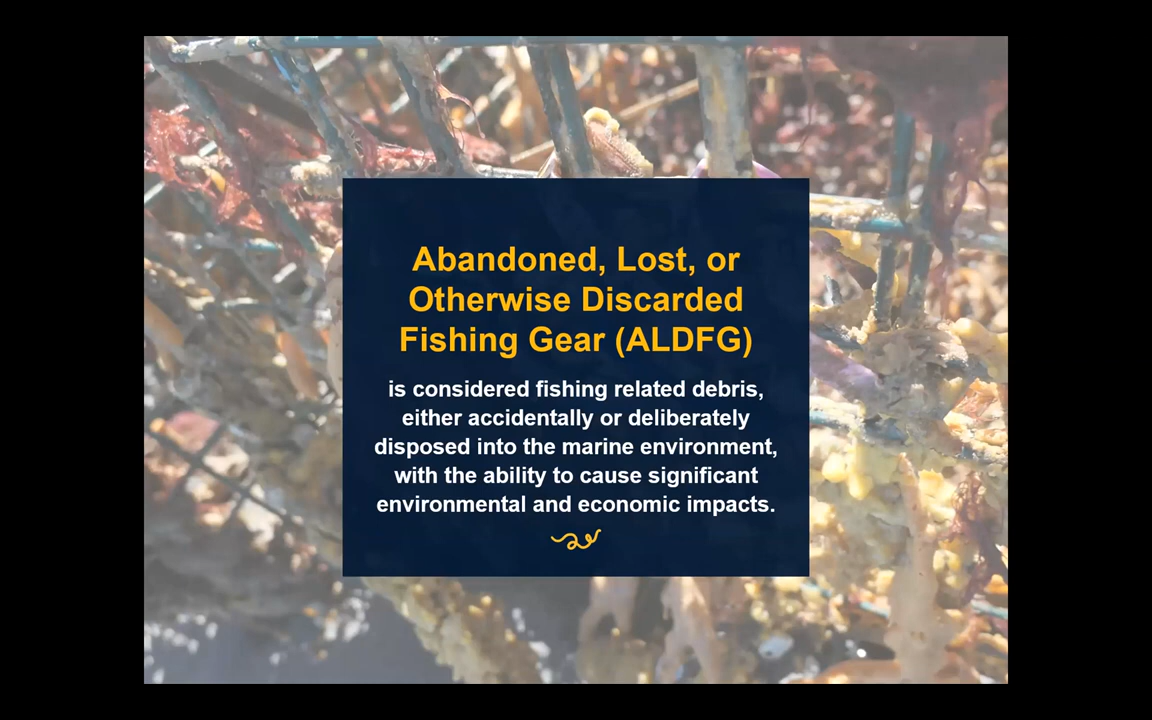 Abandoned, Lost, or
Otherwise Discarded
Fishing Gear (ALDFG)
is considered fishing related debris,
either accidentally or deliberately
disposed into the marine environment,
with the ability to cause significant
environmental and economic impacts.